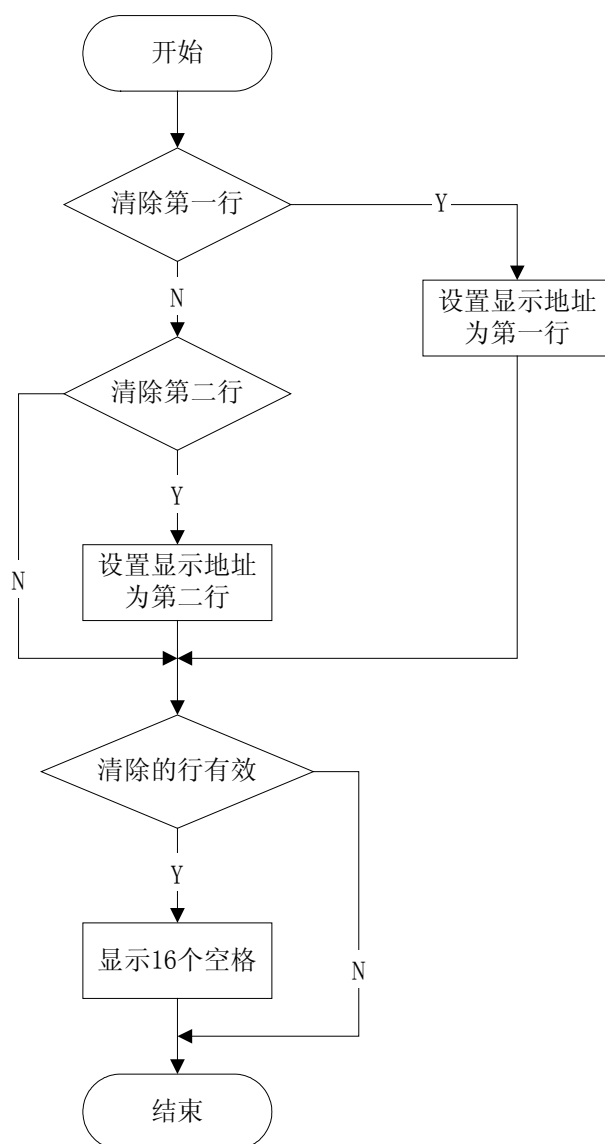 开始
清除第一行
Y
设置显示地址
为第一行
N
清除第二行
Y
N
设置显示地址
为第二行
清除的行有效
Y
显示16个空格
N
结束